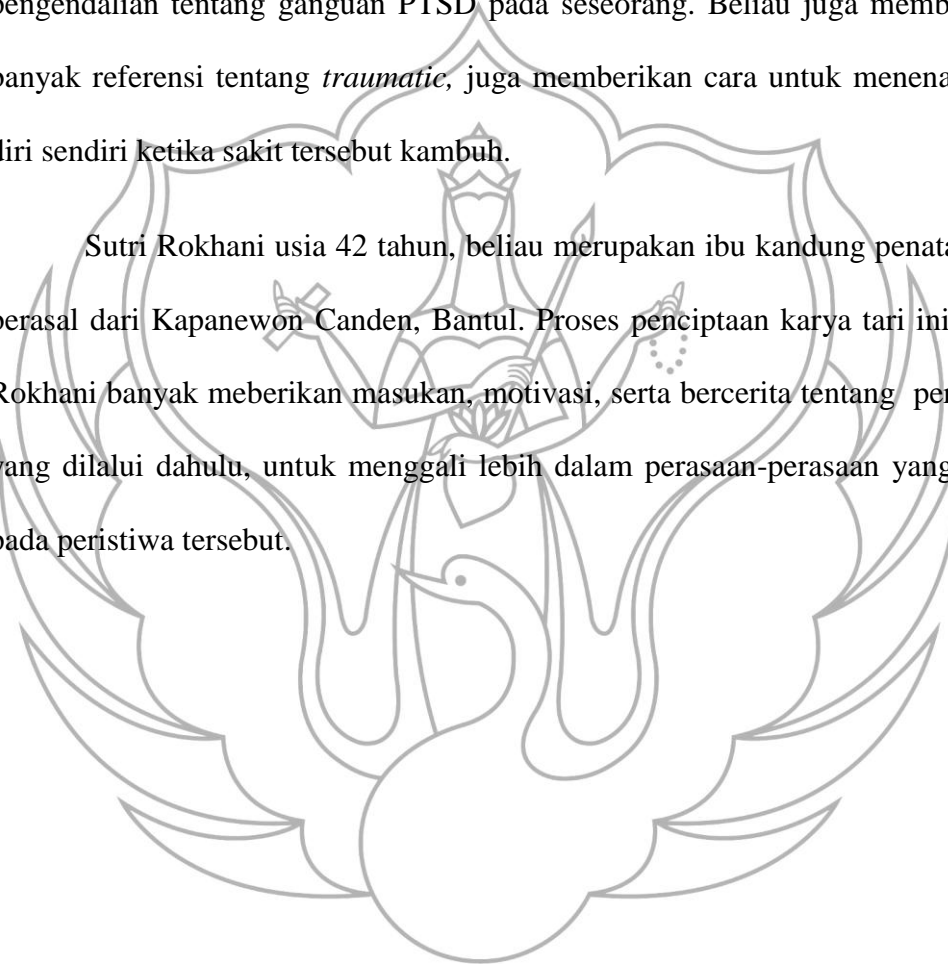 pengendalian tentang ganguan PTSD pada seseorang. Beliau juga memb
banyak referensi tentang traumatic, juga memberikan cara untuk menena
diri sendiri ketika sakit tersebut kambuh.
Sutri Rokhani usia 42 tahun, beliau merupakan ibu kandung penata
berasal dari Kapanewon Canden, Bantul. Proses penciptaan karya tari ini
Rokhani banyak meberikan masukan, motivasi, serta bercerita tentang per
yang dilalui dahulu, untuk menggali lebih dalam perasaan-perasaan yang
pada peristiwa tersebut.